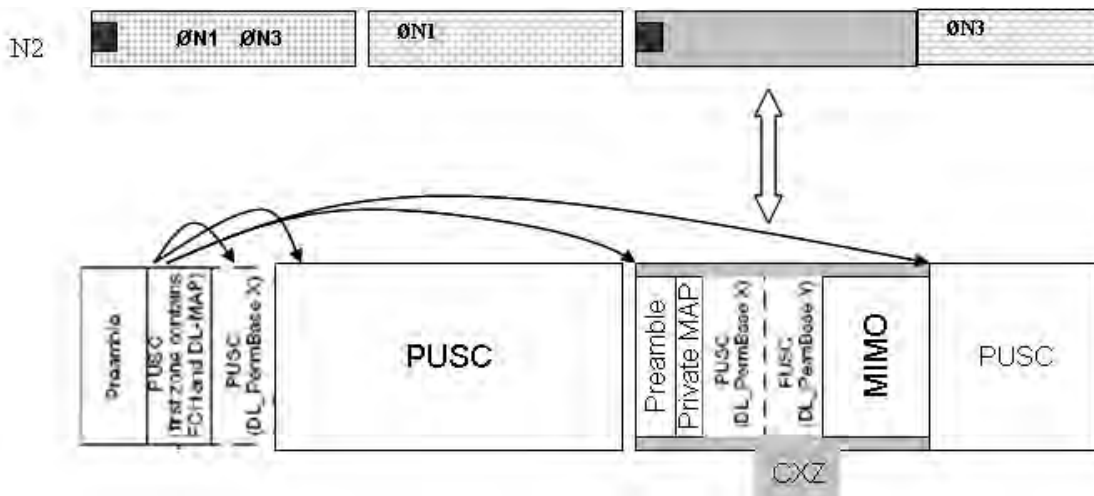 N2
ØN1 ØN3
ØN1
ØN3
Preamble
PUSC
(first zone contains
FCH and DL-MAP)
PUSC
(DL_PermBase X)
PUSC
Preamble
Private MAP
PUSC
(DL_PermBase X)
FUSC
(DL_PermBase Y)
MIMO
PUSC
CXZ